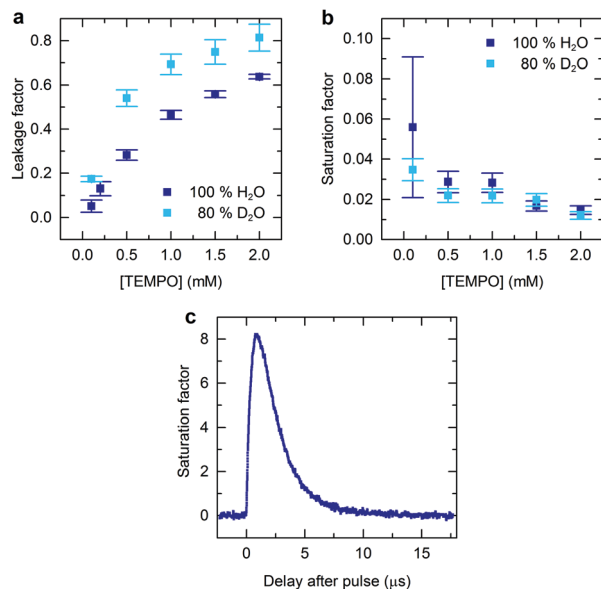 a
Leakage factor
0.8
0.6
0.4
0.2
0.0
100 % H₂O
80 % D₂O
0.0 0.5 1.0 1.5 2.0
[TEMPO] (mM)
b
Saturation factor
0.10
0.08
0.06
0.04
0.02
0.00
100 % H₂O
80 % D₂O
0.0 0.5 1.0 1.5 2.0
[TEMPO] (mM)
c
Saturation factor
8
6
4
2
0
0 5 10 15
Delay after pulse (μs)